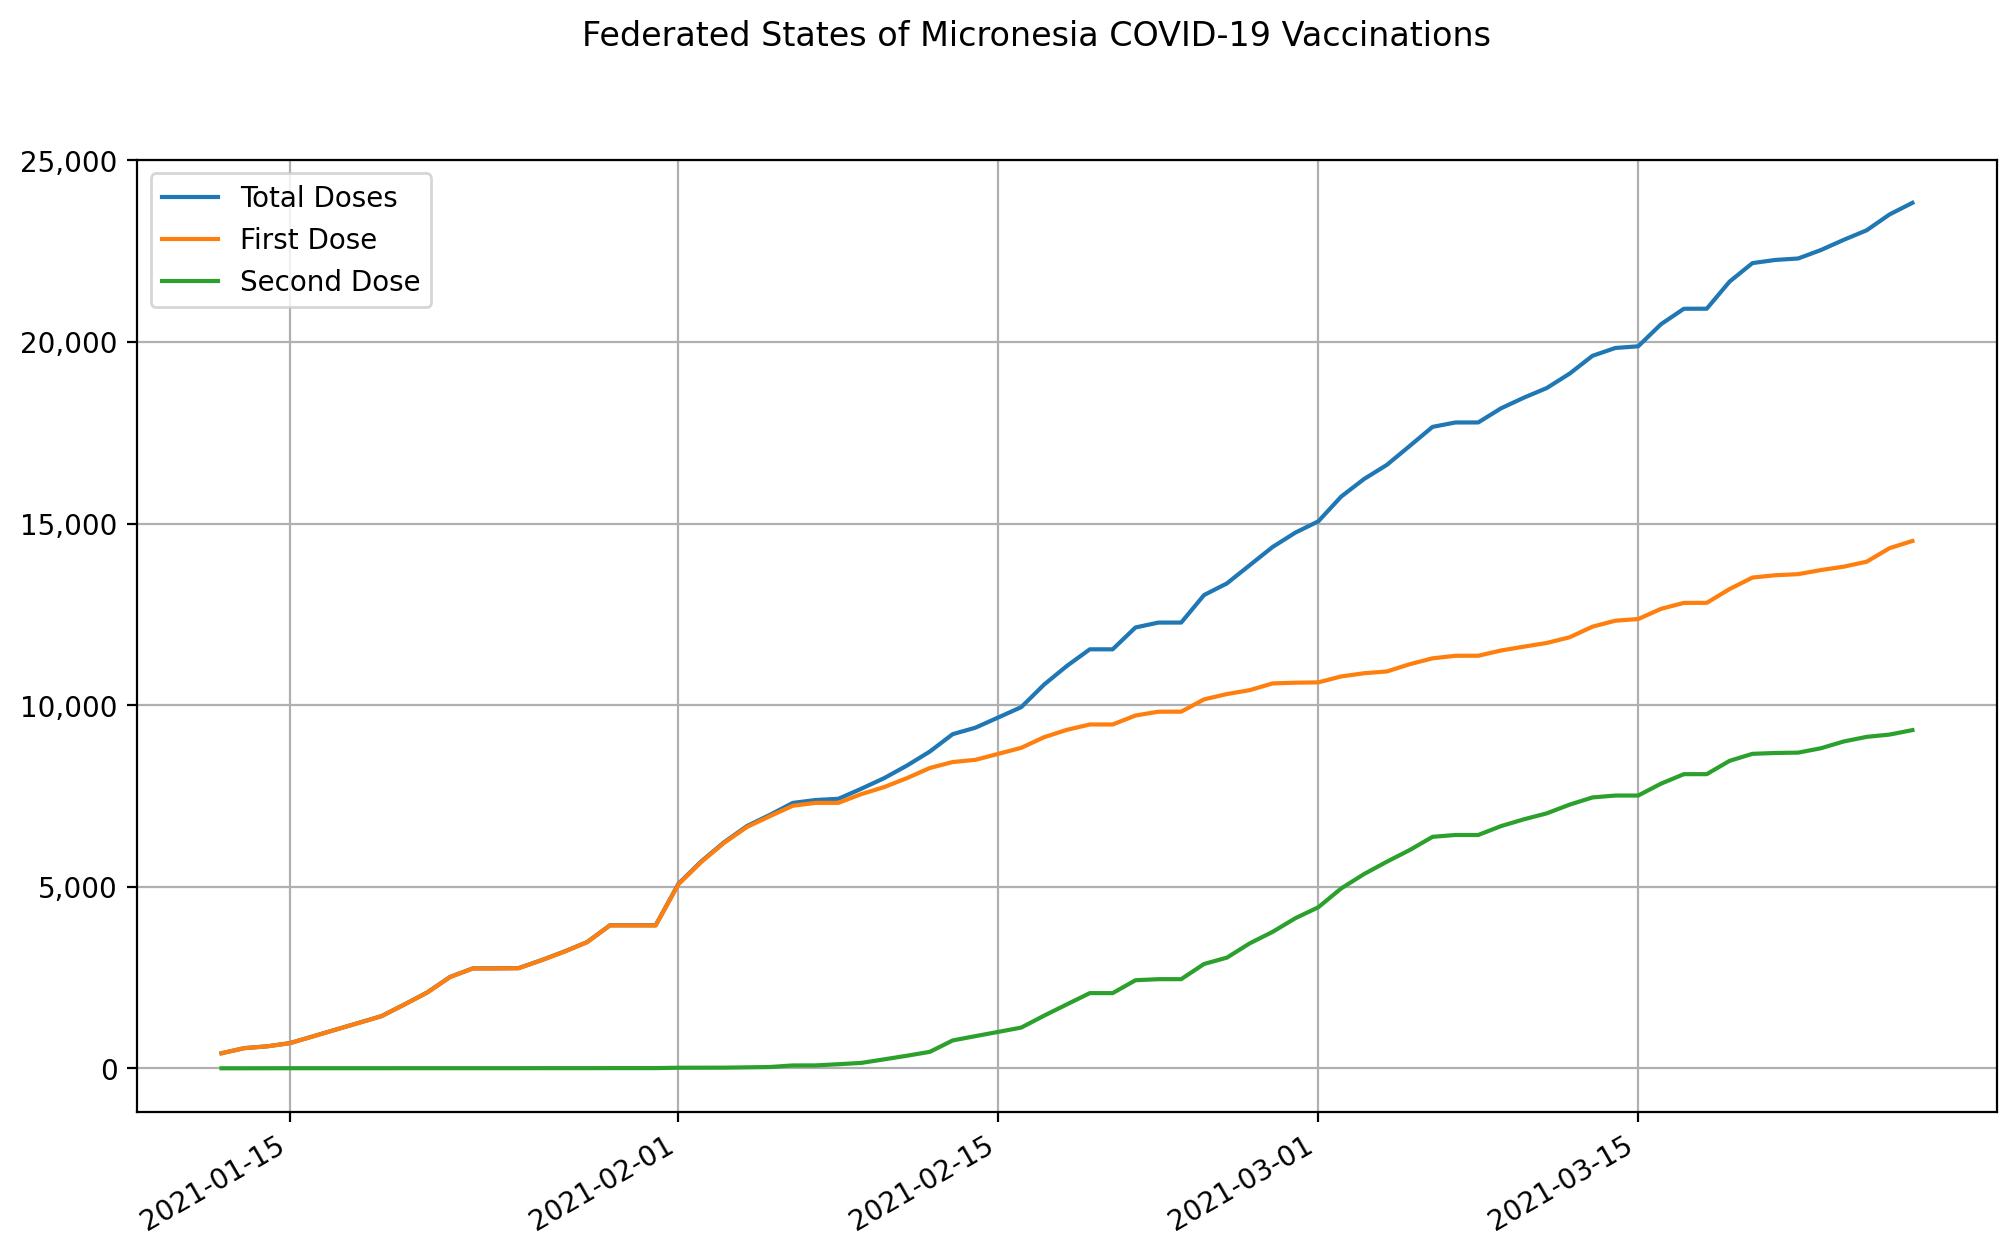 Federated States of Micronesia COVID-19 Vaccinations
25,000
20,000
15,000
10,000
5,000
0
Total Doses
First Dose
Second Dose
2021-01-15
2021-02-01
2021-02-15
2021-03-01
2021-03-15